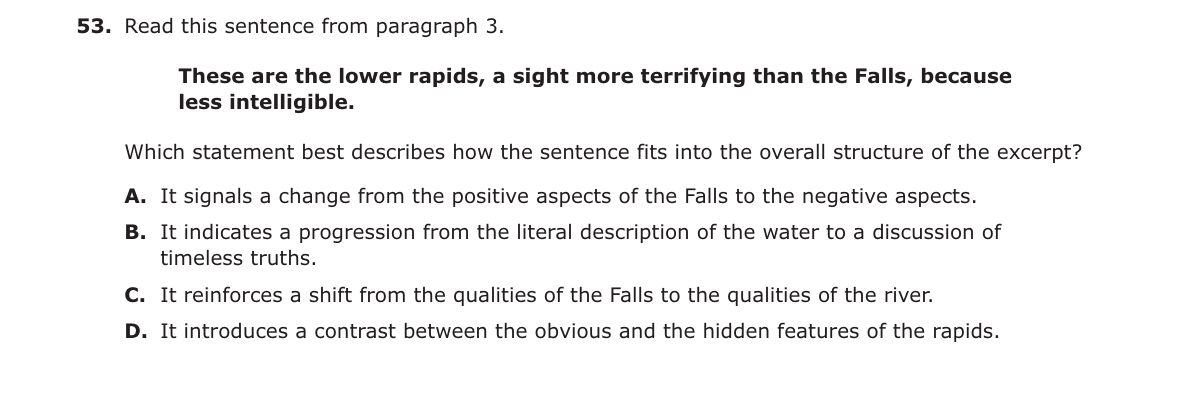 53. Read this sentence from paragraph 3.
These are the lower rapids, a sight more terrifying than the Falls, because
less intelligible.
Which statement best describes how the sentence fits into the overall structure of the excerpt?
A. It signals a change from the positive aspects of the Falls to the negative aspects.
B. It indicates a progression from the literal description of the water to a discussion of
timeless truths.
C. It reinforces a shift from the qualities of the Falls to the qualities of the river.
D. It introduces a contrast between the obvious and the hidden features of the rapids.